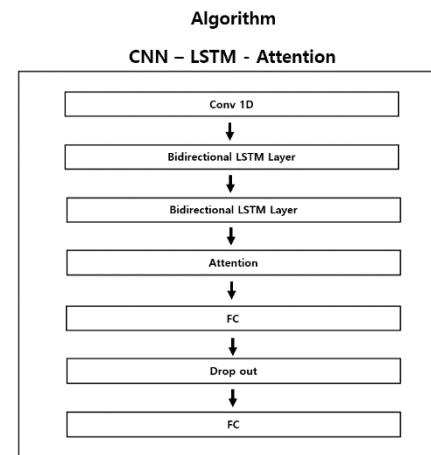 Algorithm
CNN – LSTM - Attention
Conv 1D
Bidirectional LSTM Layer
Bidirectional LSTM Layer
Attention
FC
Drop out
FC